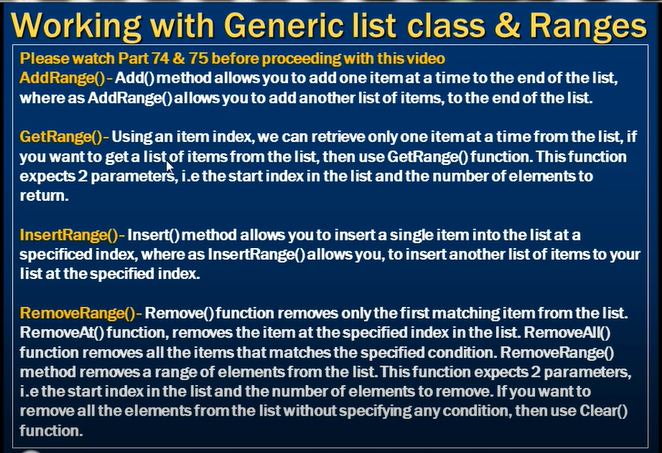 Working with Generic list class & Ranges
Please watch Part 74 & 75 before proceeding with this video
AddRange() - Add() method allows you to add one item at a time to the end of the list,
where as AddRange() allows you to add another list of items, to the end of the list.
GetRange() - Using an item index, we can retrieve only one item at a time from the list, if
you want to get a list of items from the list, then use GetRange() function. This function
expects 2 parameters, i.e the start index in the list and the number of elements to
return.
InsertRange() - Insert() method allows you to insert a single item into the list at a
specificed index, where as InsertRange() allows you, to insert another list of items to your
list at the specified index.
RemoveRange() - Remove() function removes only the first matching item from the list.
RemoveAt() function, removes the item at the specified index in the list. RemoveAll()
function removes all the items that matches the specified condition. RemoveRange()
method removes a range of elements from the list. This function expects 2 parameters,
i.e the start index in the list and the number of elements to remove. If you want to
remove all the elements from the list without specifying any condition, then use Clear()
function.